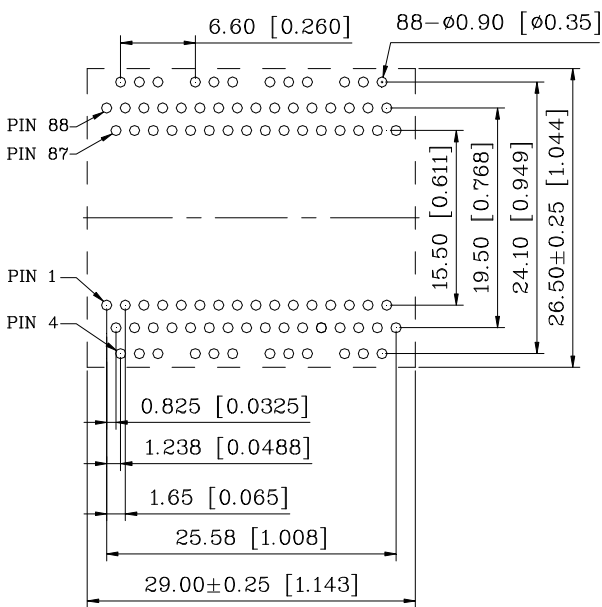 6.60 [0.260]
88-ø0.90 [ø0.35]
PIN 88
PIN 87
15.50 [0.611]
19.50 [0.768]
24.10 [0.949]
26.50±0.25 [1.044]
PIN 1
PIN 4
0.825 [0.0325]
1.238 [0.0488]
1.65 [0.065]
25.58 [1.008]
29.00±0.25 [1.143]